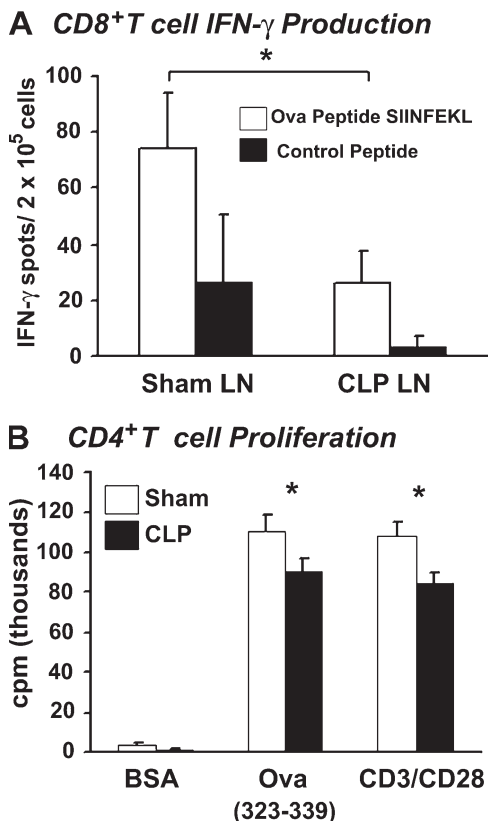 A CD8⁺T cell IFN-γ Production
*
100
80
60
40
20
0
IFN-γ spots/ 2 x 10⁵ cells
Ova Peptide SIINFEKL
Control Peptide
Sham LN CLP LN
B CD4⁺T cell Proliferation
140
120
100
80
60
40
20
0
cpm (thousands)
Sham
CLP
* *
BSA Ova CD3/CD28
(323-339)